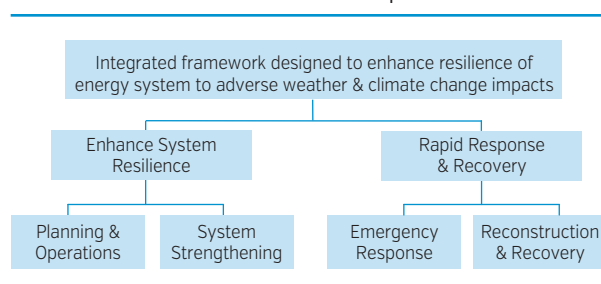 Integrated framework designed to enhance resilience of
energy system to adverse weather & climate change impacts
Enhance System
Resilience
Rapid Response
& Recovery
Planning &
Operations
System
Strengthening
Emergency
Response
Reconstruction
& Recovery